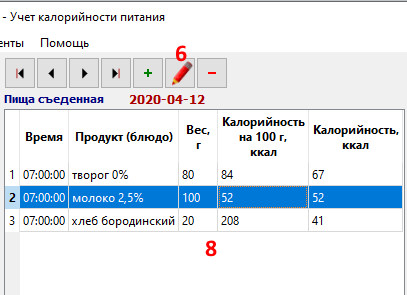 - Учет калорийности питания
енты Помощь
6
Пища съеденная 2020-04-12
Время Продукт (блюдо) Вес, г Калорийность на 100 г, ккал Калорийность, ккал
1 07:00:00 творог 0% 80 84 67
2 07:00:00 молоко 2,5% 100 52 52
3 07:00:00 хлеб бородинский 20 208 41
8